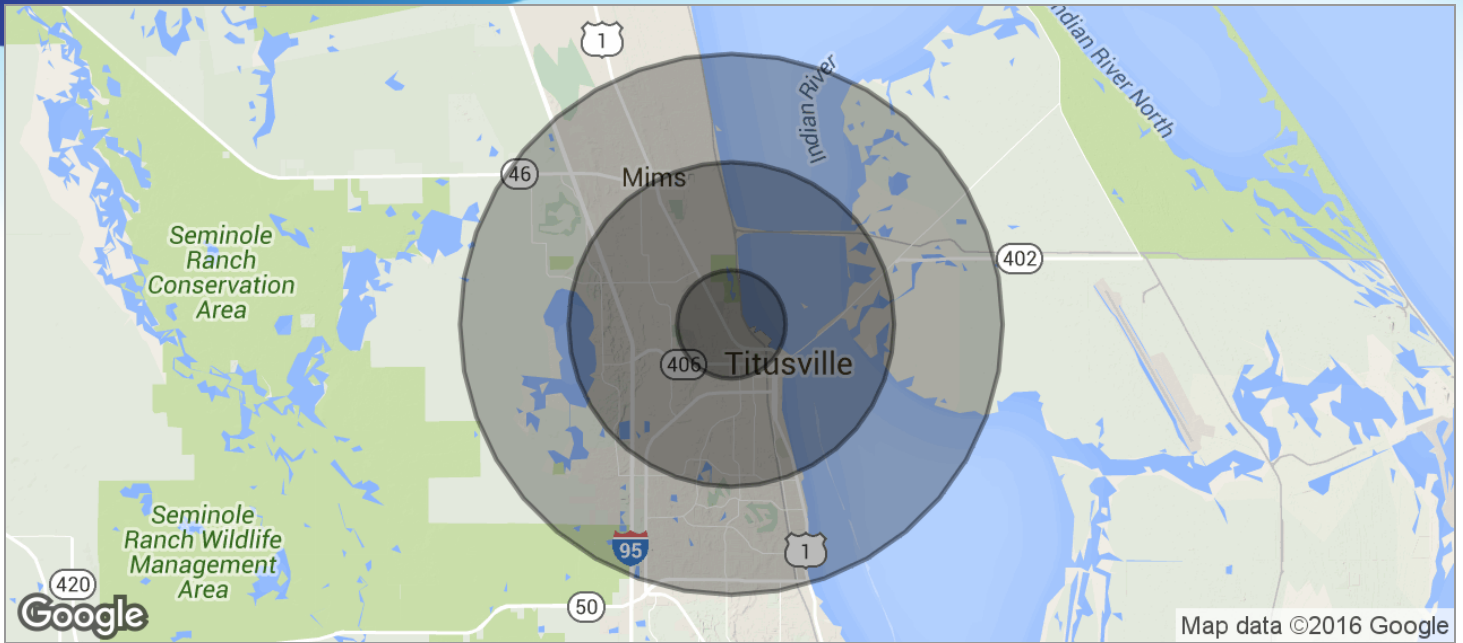 1
Indian River North
Indian River
46
Mims
Seminole
Ranch
Conservation
Area
402
406
Titusville
Seminole
Ranch Wildlife
Management
Area
95
1
420
50
Google
Map data ©2016 Google